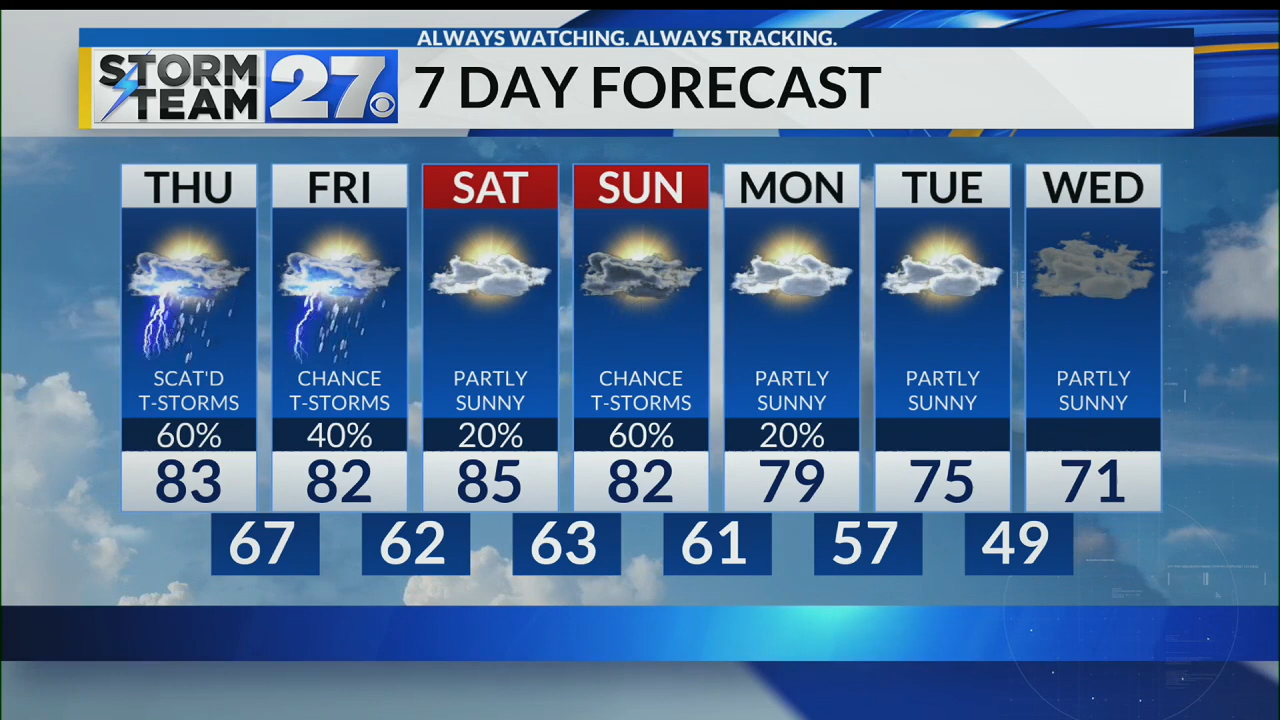 ALWAYS WATCHING. ALWAYS TRACKING.
STORM
TEAM
27
7 DAY FORECAST
THU FRI SAT SUN MON TUE WED
SCAT'D CHANCE PARTLY CHANCE PARTLY PARTLY PARTLY
T-STORMS T-STORMS SUNNY T-STORMS SUNNY SUNNY SUNNY
60% 40% 20% 60% 20%
83 82 85 82 79 75 71
67 62 63 61 57 49